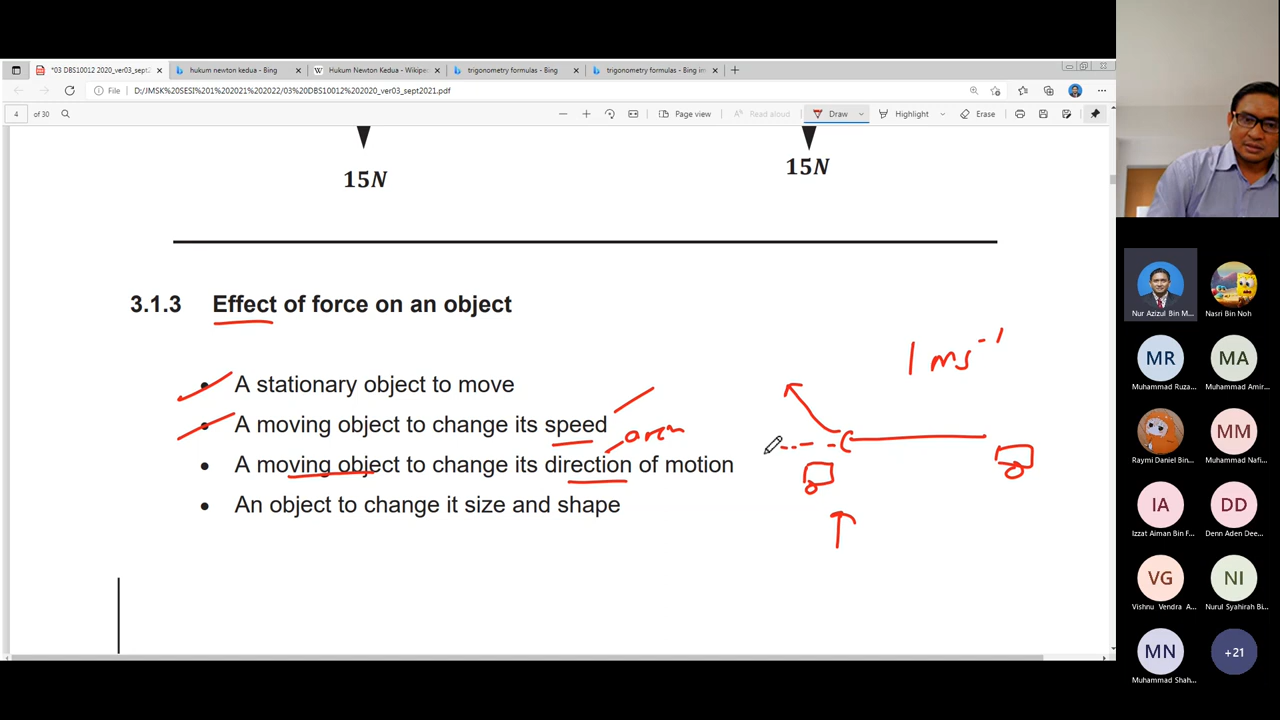 *03 DBS10012 2020_ver03_sept2
hukum newton kedua - Bing
Hukum Newton Kedua - Wikipe
trigonometry formulas - Bing
trigonometry formulas - Bing im
File
D:/JMSK%20SESI%201%202021%202022/03%20DBS10012%202020_ver03_sept2021.pdf
4 of 30
Page view
Read aloud
Draw
Highlight
Erase
15N
15N
3.1.3 Effect of force on an object
1 ms⁻¹
• A stationary object to move
• A moving object to change its speed
arah
• A moving object to change its direction of motion
• An object to change it size and shape
Nur Azizul Bin M...
Nasri Bin Noh
MR
MA
Muhammad Ruza...
Muhammad Amir...
MM
Raymi Daniel Bin...
Muhammad Nafi...
IA
DD
Izzat Aiman Bin F...
Denn Aden Dee...
VG
NI
Vishnu Vendra A...
Nurul Syahirah Bi...
MN
+21
Muhammad Shah...